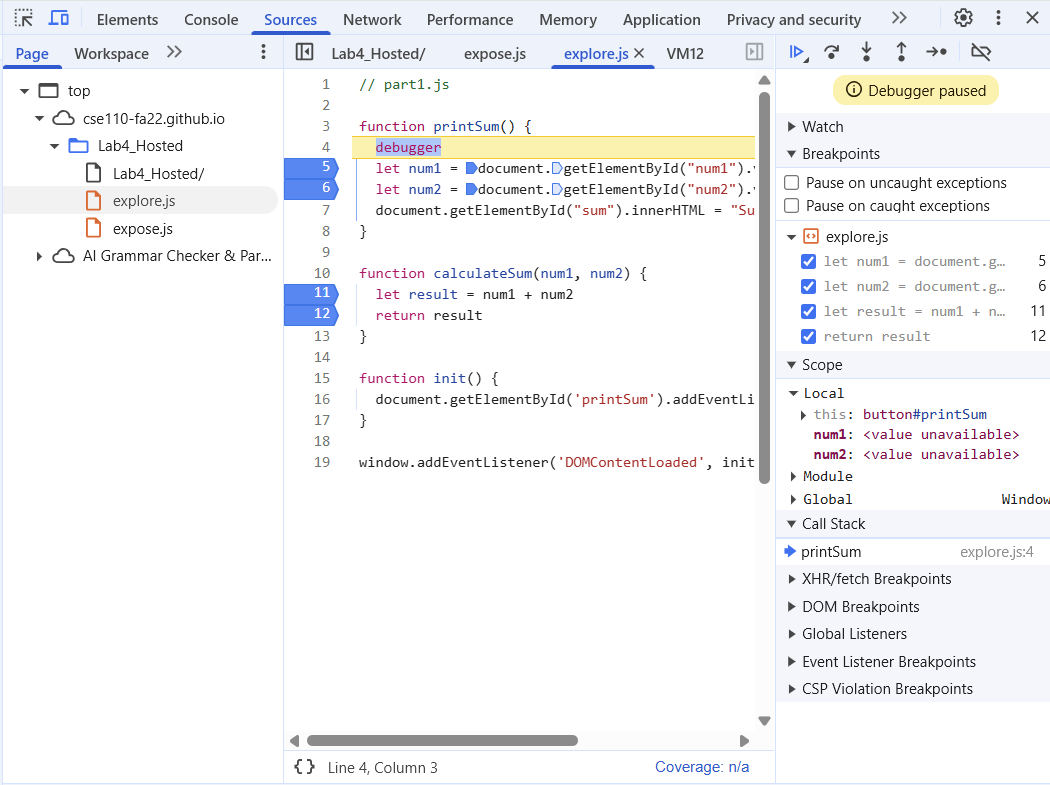 Elements Console Sources Network Performance Memory Application Privacy and security
Page Workspace
Lab4_Hosted/ expose.js explore.js VM12
top
cse110-fa22.github.io
Lab4_Hosted
Lab4_Hosted/
explore.js
expose.js
AI Grammar Checker & Par...
1 // part1.js
2
3 function printSum() {
4 debugger
5 let num1 = document.getElementById("num1").v
6 let num2 = document.getElementById("num2").v
7 document.getElementById("sum").innerHTML = "Su
8 }
9
10 function calculateSum(num1, num2) {
11 let result = num1 + num2
12 return result
13 }
14
15 function init() {
16 document.getElementById('printSum').addEventLi
17 }
18
19 window.addEventListener('DOMContentLoaded', init
{ } Line 4, Column 3 Coverage: n/a
Debugger paused
Watch
Breakpoints
Pause on uncaught exceptions
Pause on caught exceptions
explore.js
let num1 = document.g... 5
let num2 = document.g... 6
let result = num1 + n... 11
return result 12
Scope
Local
this: button#printSum
num1: <value unavailable>
num2: <value unavailable>
Module
Global Window
Call Stack
printSum explore.js:4
XHR/fetch Breakpoints
DOM Breakpoints
Global Listeners
Event Listener Breakpoints
CSP Violation Breakpoints